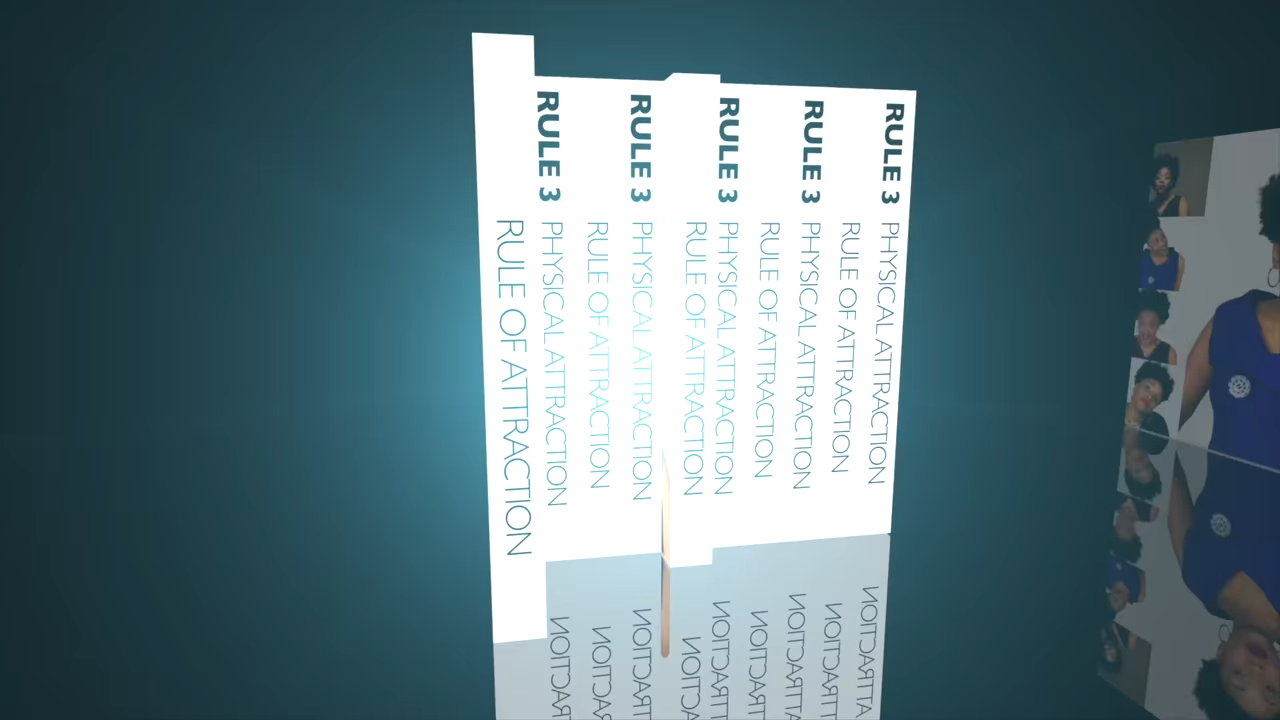 RULE 3 PHYSICAL ATTRACTION
RULE OF ATTRACTION
RULE 3 PHYSICAL ATTRACTION
RULE OF ATTRACTION
RULE 3 PHYSICAL ATTRACTION
RULE OF ATTRACTION
RULE 3 PHYSICAL ATTRACTION
RULE OF ATTRACTION
RULE 3 PHYSICAL ATTRACTION
RULE OF ATTRACTION